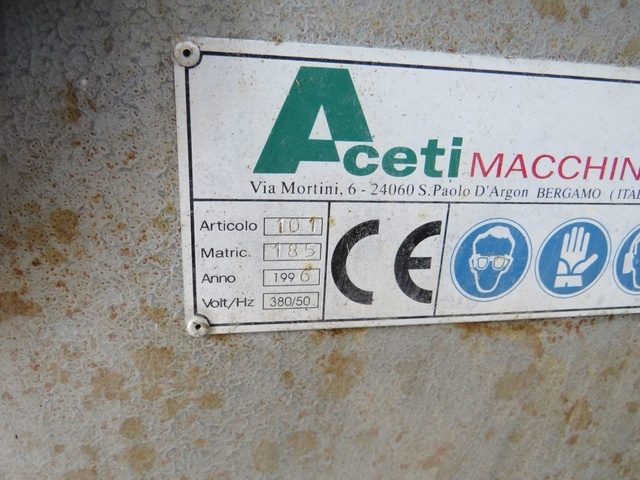 Aceti MACCHIN
Via Mortini, 6 - 24060 S. Paolo D'Argon BERGAMO (ITAL
Articolo 101
Matric. 185
Anno 1996
Volt/Hz 380/50
CE